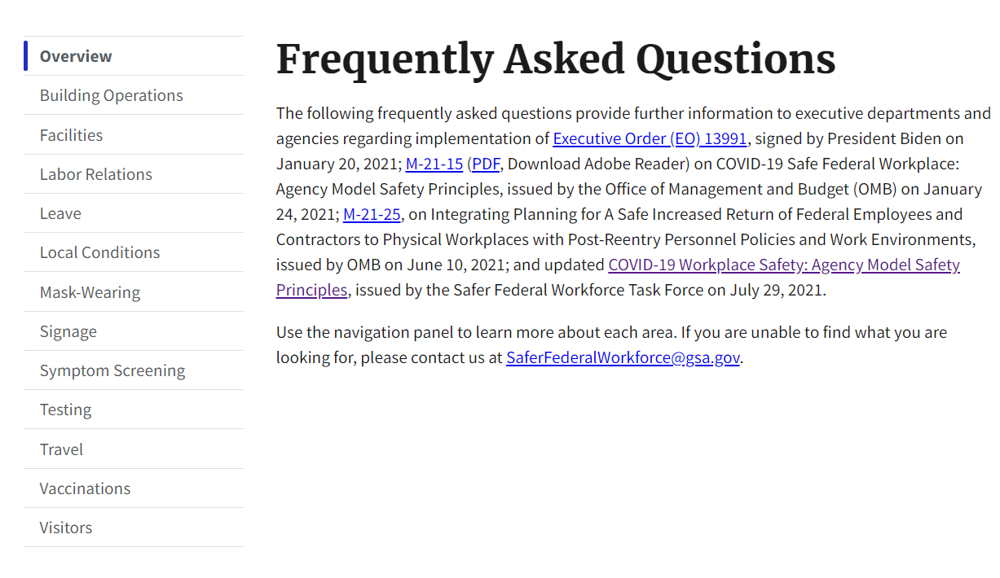 Overview
Building Operations
Facilities
Labor Relations
Leave
Local Conditions
Mask-Wearing
Signage
Symptom Screening
Testing
Travel
Vaccinations
Visitors
Frequently Asked Questions
The following frequently asked questions provide further information to executive departments and
agencies regarding implementation of Executive Order (EO) 13991, signed by President Biden on
January 20, 2021; M-21-15 (PDF, Download Adobe Reader) on COVID-19 Safe Federal Workplace:
Agency Model Safety Principles, issued by the Office of Management and Budget (OMB) on January
24, 2021; M-21-25, on Integrating Planning for A Safe Increased Return of Federal Employees and
Contractors to Physical Workplaces with Post-Reentry Personnel Policies and Work Environments,
issued by OMB on June 10, 2021; and updated COVID-19 Workplace Safety: Agency Model Safety
Principles, issued by the Safer Federal Workforce Task Force on July 29, 2021.
Use the navigation panel to learn more about each area. If you are unable to find what you are
looking for, please contact us at SaferFederalWorkforce@gsa.gov.